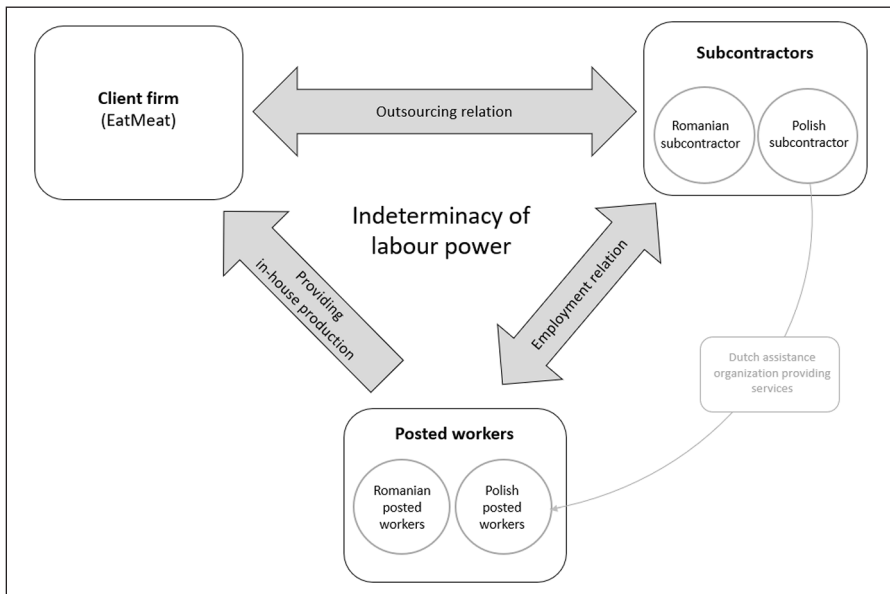 Client firm
(EatMeat)
Outsourcing relation
Subcontractors
Romanian
subcontractor
Polish
subcontractor
Indeterminacy of
labour power
Providing
in-house production
Employment relation
Dutch assistance
organization providing
services
Posted workers
Romanian
posted
workers
Polish
posted
workers